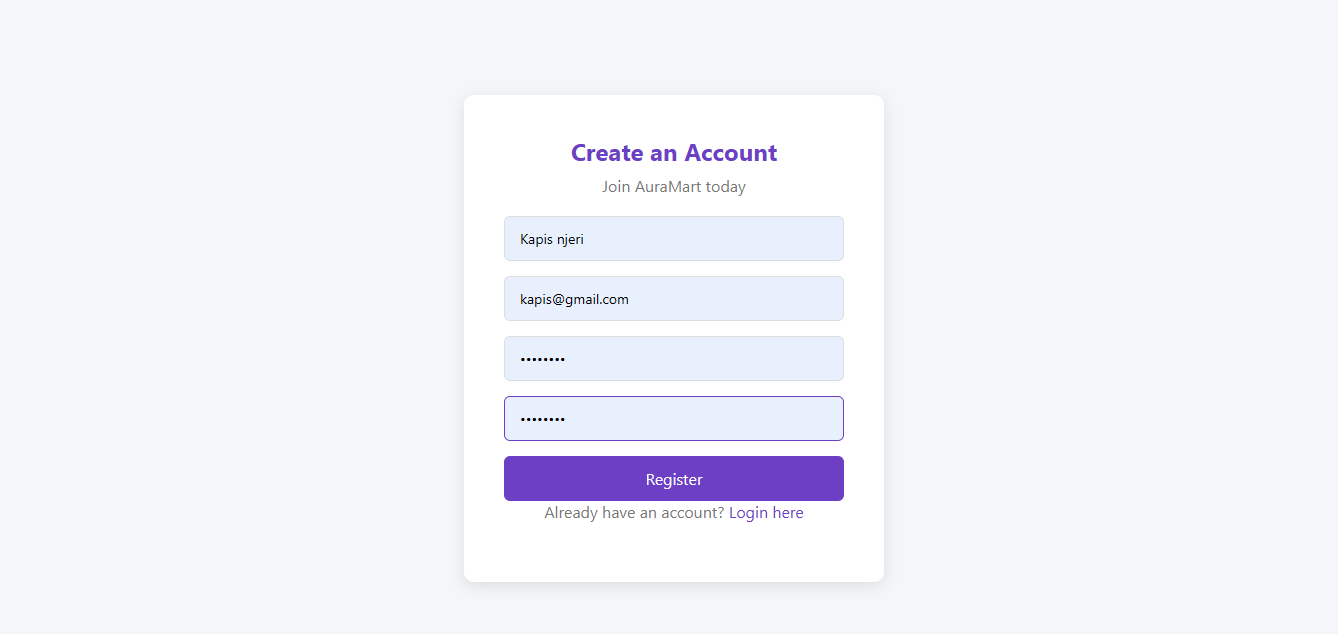 Create an Account
Join AuraMart today
Kapis njeri
kapis@gmail.com
••••••••
••••••••
Register
Already have an account? Login here